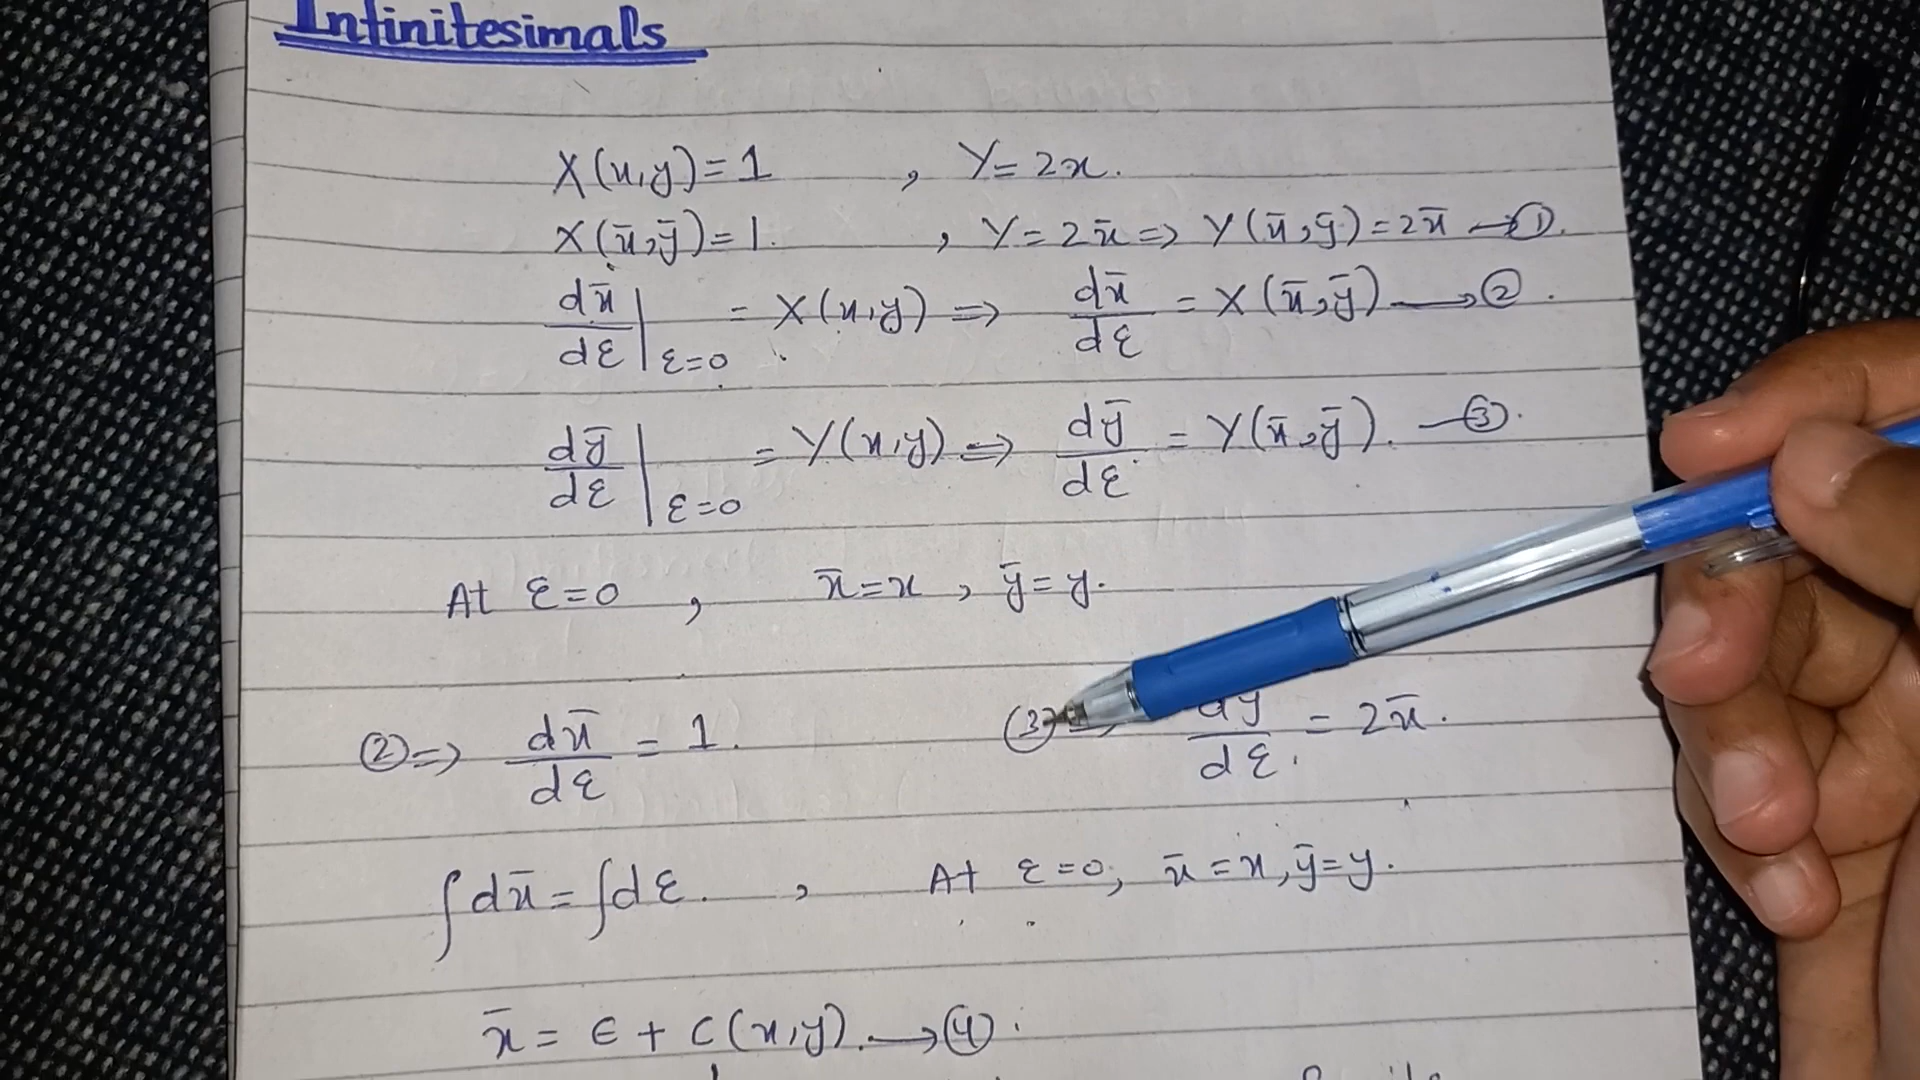 Infinitesimals
X(x,y)=1 , Y=2x.
X(x̄,ȳ)=1. , Y=2x̄ => Y(x̄,ȳ)=2x̄ → ①.
dx̄/dε |ε=0 = X(x,y) => dx̄/dε = X(x̄,ȳ) → ②.
dȳ/dε |ε=0 = Y(x,y) => dȳ/dε = Y(x̄,ȳ). — ③.
At ε=0 , x̄=x , ȳ=y.
② => dx̄/dε = 1. ③ => dȳ/dε. = 2x̄.
∫dx̄ = ∫dε. , At ε=0, x̄=x, ȳ=y.
x̄ = ϵ + C(x,y). → ④.